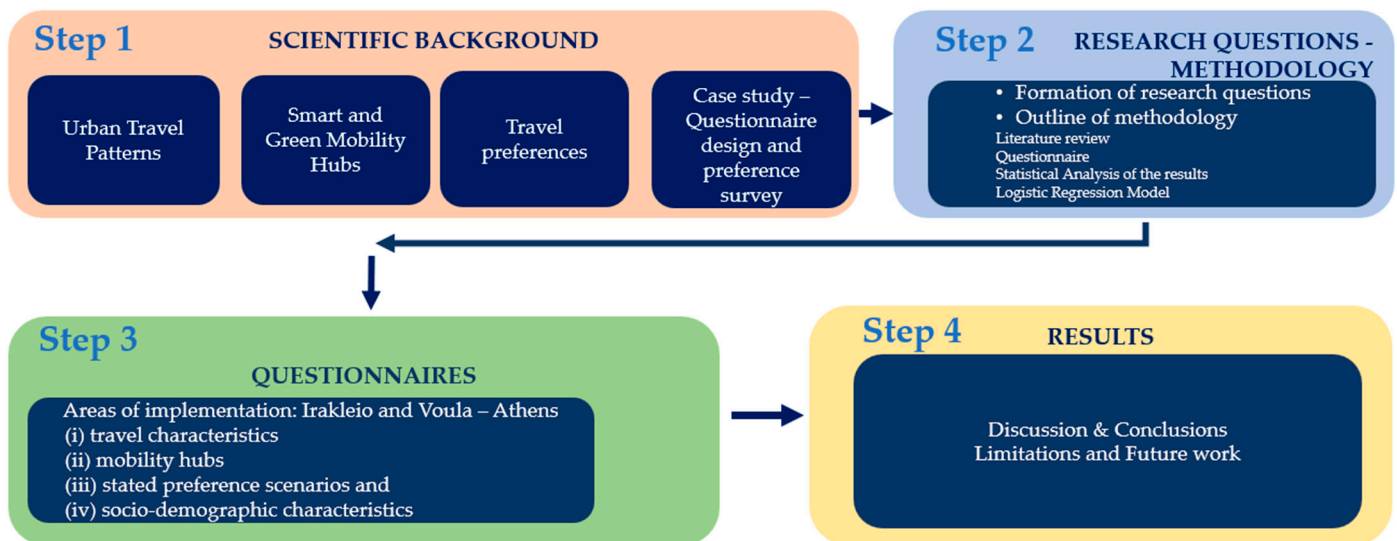 Step 1
SCIENTIFIC BACKGROUND
Urban Travel
Patterns
Smart and
Green Mobility
Hubs
Travel
preferences
Case study –
Questionnaire
design and
preference
survey
Step 2
RESEARCH QUESTIONS -
METHODOLOGY
• Formation of research questions
• Outline of methodology
Literature review
Questionnaire
Statistical Analysis of the results
Logistic Regression Model
Step 3
QUESTIONNAIRES
Areas of implementation: Irakleio and Voula – Athens
(i) travel characteristics
(ii) mobility hubs
(iii) stated preference scenarios and
(iv) socio-demographic characteristics
Step 4
RESULTS
Discussion & Conclusions
Limitations and Future work